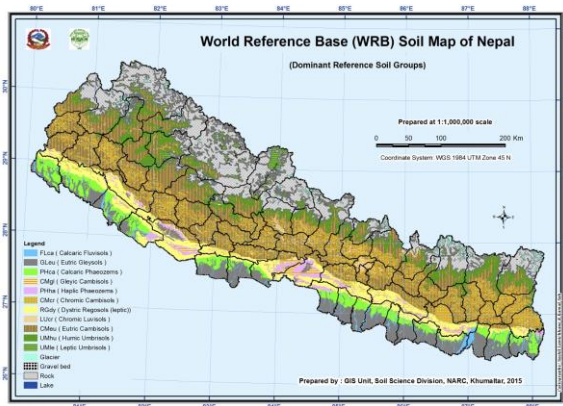 80°E 81°E 82°E 83°E 84°E 85°E 86°E 87°E 88°E
World Reference Base (WRB) Soil Map of Nepal
(Dominant Reference Soil Groups)
30°N
Prepared at 1:1,000,000 scale
0 50 100 200 Km
Coordinate System: WGS 1984 UTM Zone 45 N
29°N
28°N
27°N
26°N
Legend
FLca ( Calcaric Fluvisols )
GLeu ( Eutric Gleysols )
PHca ( Calcaric Phaeozems )
CMgl ( Gleyic Cambisols )
PHha ( Haplic Phaeozems )
CMcr ( Chromic Cambisols )
RGdy ( Dystric Regosols (leptic))
LUcr ( Chromic Luvisols )
CMeu ( Eutric Cambisols )
UMhu ( Humic Umbrisols )
UMle ( Leptic Umbrisols )
Glacier
Gravel bed
Rock
Lake
Prepared by : GIS Unit, Soil Science Division, NARC, Khumaltar, 2015